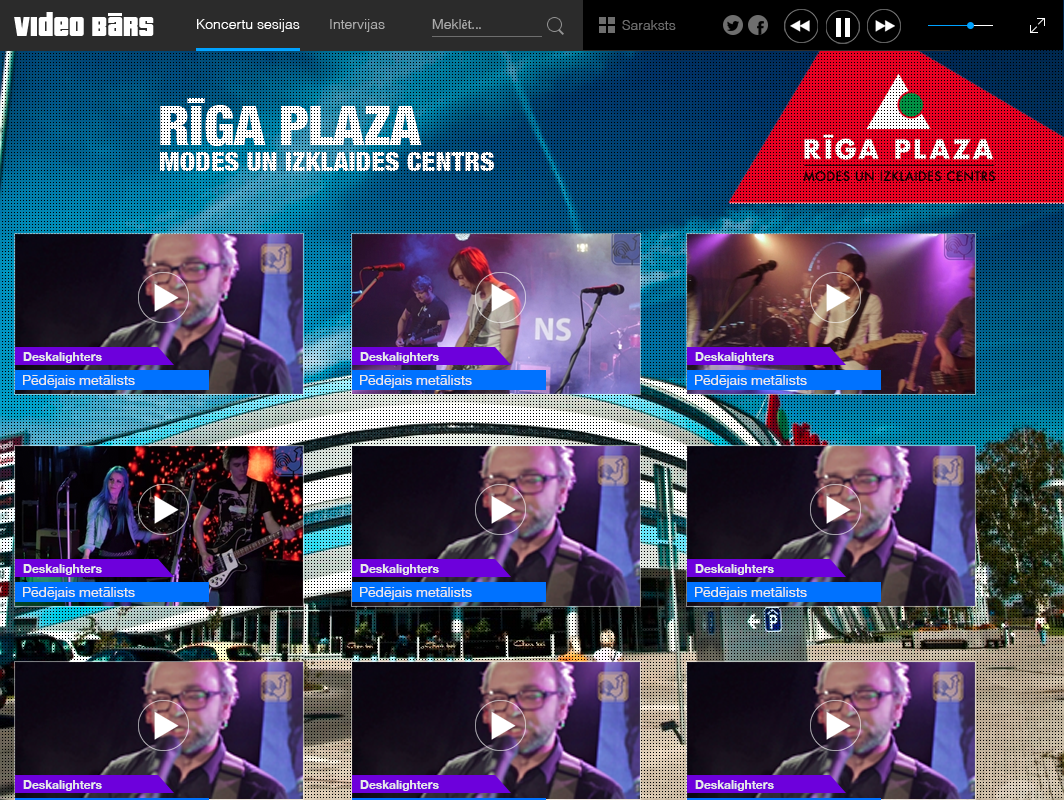 Video Bārs
Koncertu sesijas
Intervijas
Meklēt...
Saraksts
RĪGA PLAZA
MODES UN IZKLAIDES CENTRS
RĪGA PLAZA
MODES UN IZKLAIDES CENTRS
NS
Deskalighters
Pēdējais metālists
Deskalighters
Pēdējais metālists
Deskalighters
Pēdējais metālists
Deskalighters
Pēdējais metālists
Deskalighters
Pēdējais metālists
Deskalighters
Pēdējais metālists
P
Deskalighters
Deskalighters
Deskalighters